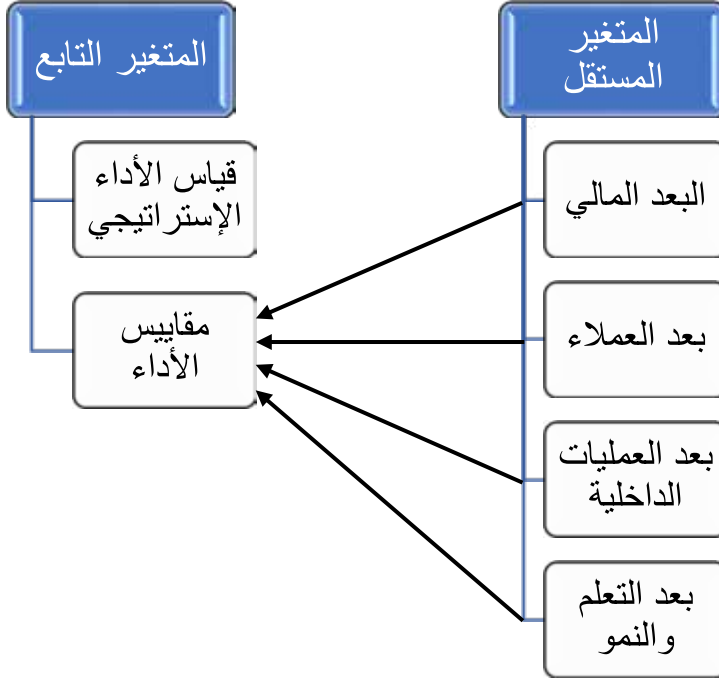 المتغير
المستقل
البعد المالي
بعد العملاء
بعد العمليات
الداخلية
بعد التعلم
والنمو
المتغير التابع
قياس الأداء
الإستراتيجي
مقاييس
الأداء